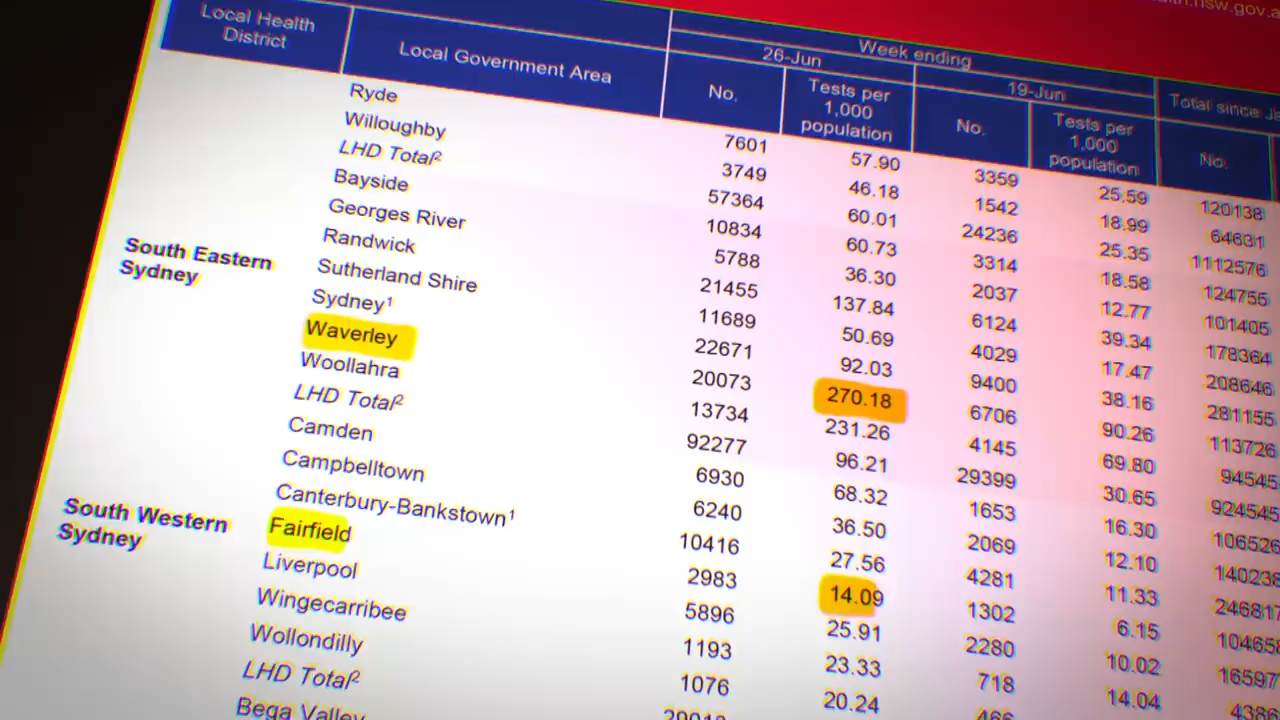 .nsw.gov.a
Local Health District
Local Government Area
Week ending
26-Jun
19-Jun
Total since
No.
Tests per 1,000 population
No.
Tests per 1,000 population
No.
Ryde 7601 57.90 3359 25.59 120138
Willoughby 3749 46.18 1542 18.99 64631
LHD Total² 57364 60.01 24236 25.35 1112576
South Eastern Sydney
Bayside 10834 60.73 3314 18.58 124755
Georges River 5788 36.30 2037 12.77 101405
Randwick 21455 137.84 6124 39.34 178364
Sutherland Shire 11689 50.69 4029 17.47 208646
Sydney¹ 22671 92.03 9400 38.16 281155
Waverley 20073 270.18 6706 90.26 113726
Woollahra 13734 231.26 4145 69.80 94545
LHD Total² 92277 96.21 29399 30.65 924545
South Western Sydney
Camden 6930 68.32 1653 16.30 106526
Campbelltown 6240 36.50 2069 12.10 140238
Canterbury-Bankstown¹ 10416 27.56 4281 11.33 246817
Fairfield 2983 14.09 1302 6.15 104658
Liverpool 5896 25.91 2280 10.02 16597
Wingecarribee 1193 23.33 718 14.04 4386
Wollondilly 1076 20.24 466
LHD Total²
Bega Valley